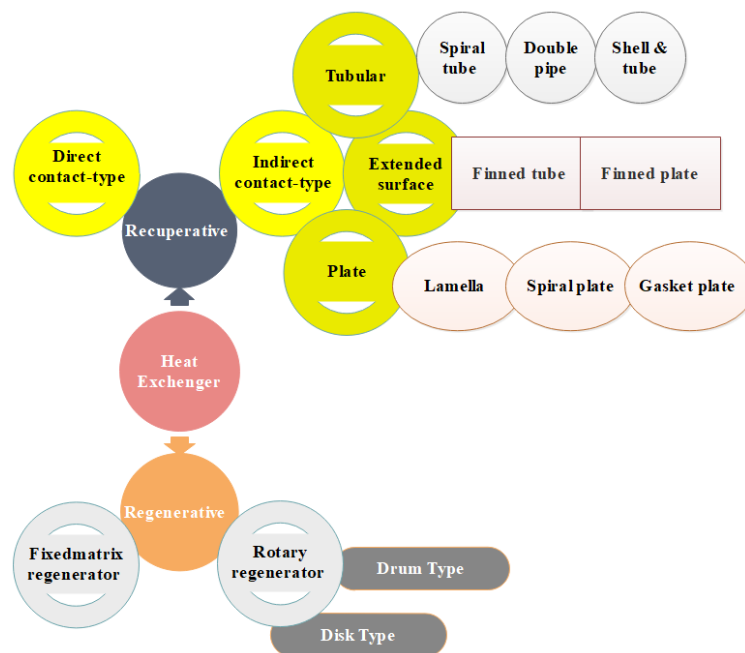 Tubular
Spiral
tube
Double
pipe
Shell &
tube
Direct
contact-type
Indirect
contact-type
Extended
surface
Finned tube
Finned plate
Recuperative
Plate
Lamella
Spiral plate
Gasket plate
Heat
Exchenger
Regenerative
Fixedmatrix
regenerator
Rotary
regenerator
Drum Type
Disk Type